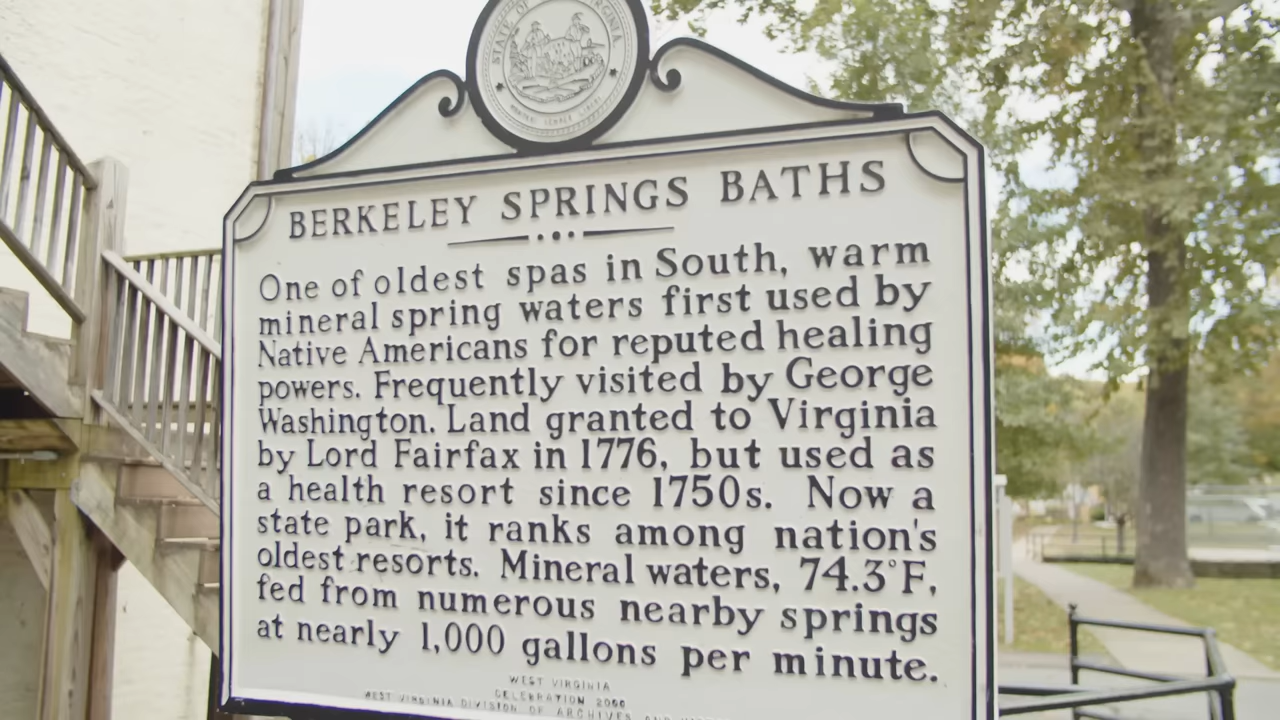 STATE OF VIRGINIA
BERKELEY SPRINGS BATHS
One of oldest spas in South, warm
mineral spring waters first used by
Native Americans for reputed healing
powers. Frequently visited by George
Washington. Land granted to Virginia
by Lord Fairfax in 1776, but used as
a health resort since 1750s. Now a
state park, it ranks among nation's
oldest resorts. Mineral waters, 74.3°F,
fed from numerous nearby springs
at nearly 1,000 gallons per minute.
WEST VIRGINIA
CELEBRATION 2000
WEST VIRGINIA DIVISION OF ARCHIVES AND